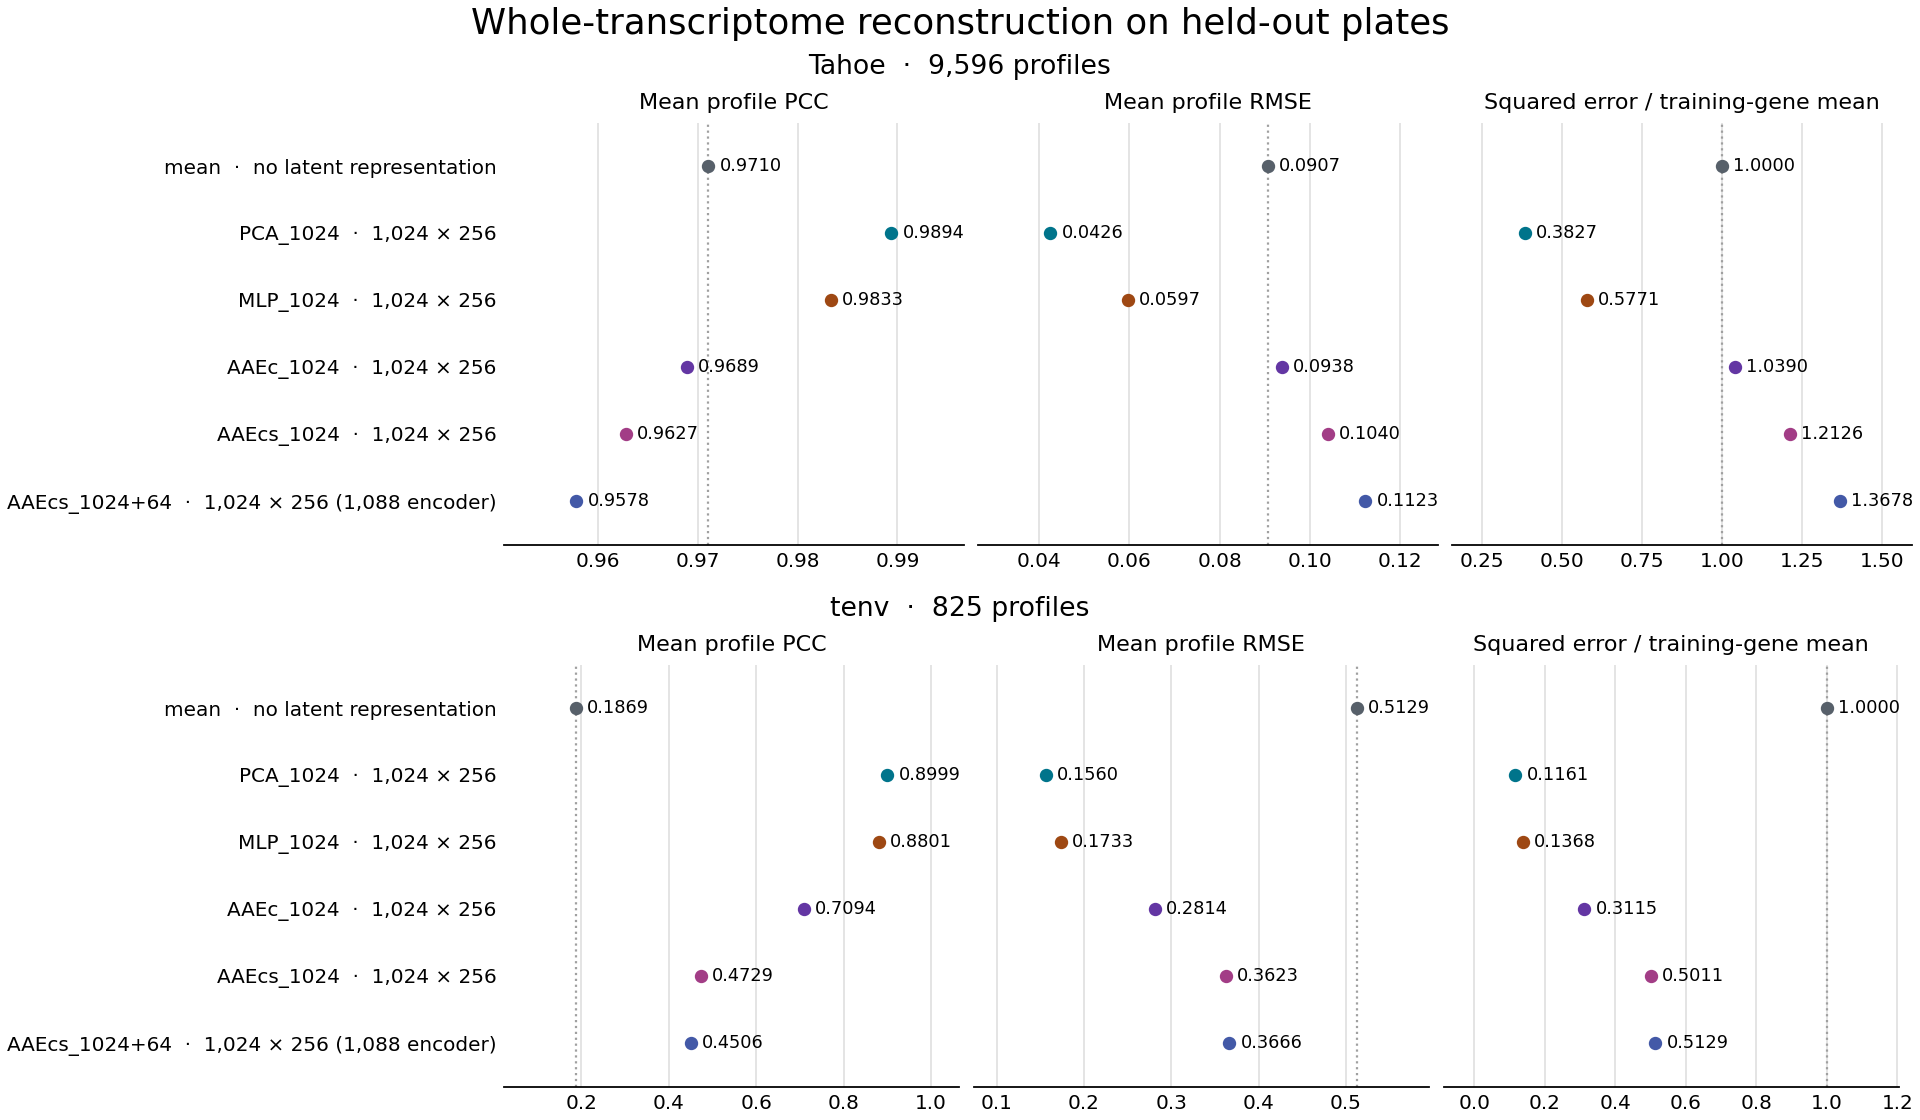 Whole-transcriptome reconstruction on held-out plates
Tahoe · 9,596 profiles
Mean profile PCC
Mean profile RMSE
Squared error / training-gene mean
mean · no latent representation
0.9710
0.0907
1.0000
PCA_1024 · 1,024 × 256
0.9894
0.0426
0.3827
MLP_1024 · 1,024 × 256
0.9833
0.0597
0.5771
AAEc_1024 · 1,024 × 256
0.9689
0.0938
1.0390
AAEcs_1024 · 1,024 × 256
0.9627
0.1040
1.2126
AAEcs_1024+64 · 1,024 × 256 (1,088 encoder)
0.9578
0.1123
1.3678
0.96 0.97 0.98 0.99
0.04 0.06 0.08 0.10 0.12
0.25 0.50 0.75 1.00 1.25 1.50
tenv · 825 profiles
Mean profile PCC
Mean profile RMSE
Squared error / training-gene mean
mean · no latent representation
0.1869
0.5129
1.0000
PCA_1024 · 1,024 × 256
0.8999
0.1560
0.1161
MLP_1024 · 1,024 × 256
0.8801
0.1733
0.1368
AAEc_1024 · 1,024 × 256
0.7094
0.2814
0.3115
AAEcs_1024 · 1,024 × 256
0.4729
0.3623
0.5011
AAEcs_1024+64 · 1,024 × 256 (1,088 encoder)
0.4506
0.3666
0.5129
0.2 0.4 0.6 0.8 1.0
0.1 0.2 0.3 0.4 0.5
0.0 0.2 0.4 0.6 0.8 1.0 1.2